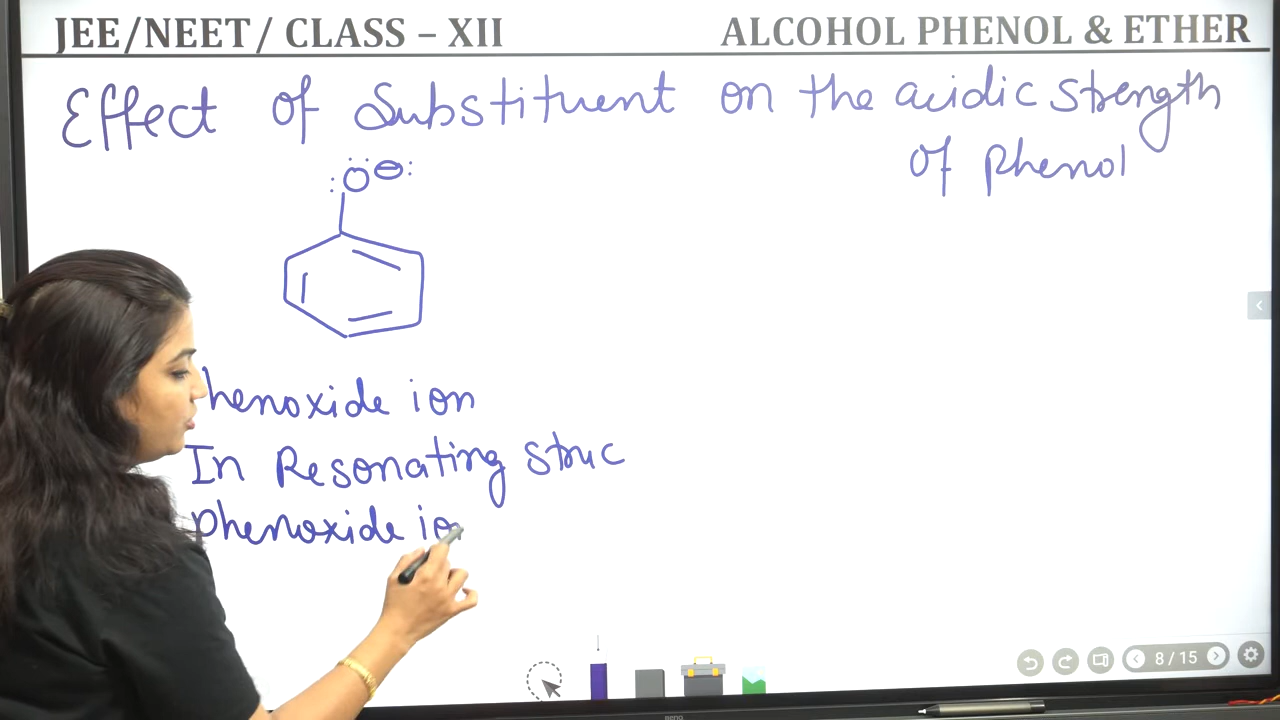 JEE/NEET/ CLASS – XII
ALCOHOL PHENOL & ETHER
Effect of Substituent on the acidic strength
of phenol
:Ö⊖:
henoxide ion
In Resonating struc
phenoxide io
8 / 15
BenQ